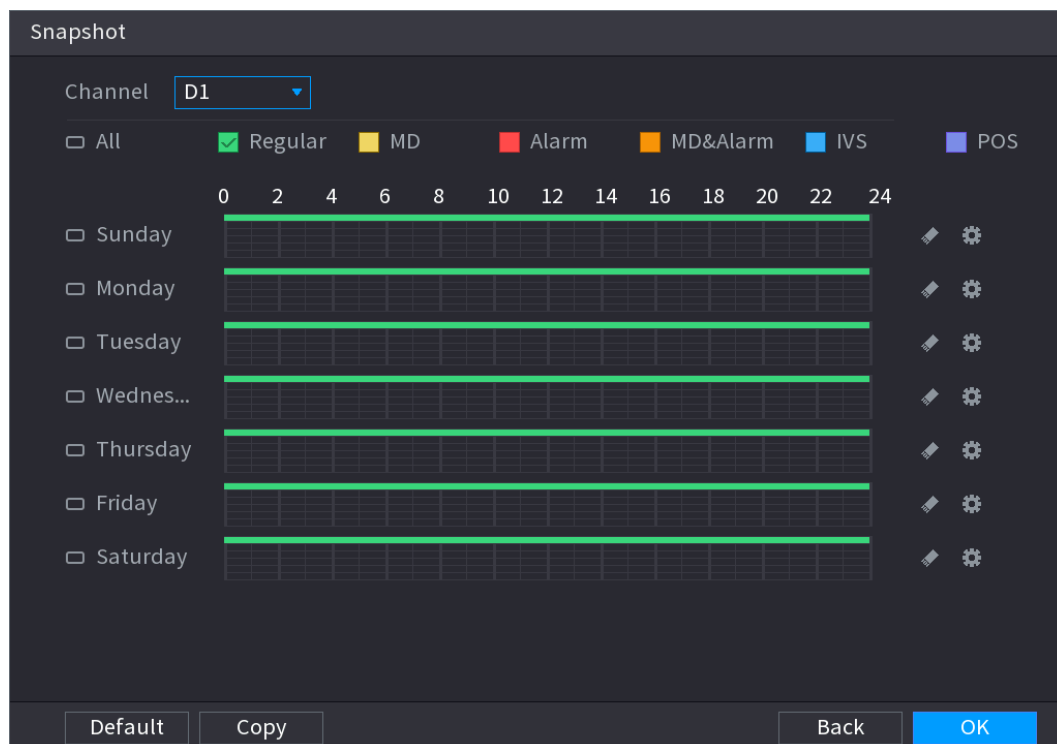 Snapshot
Channel D1
All Regular MD Alarm MD&Alarm IVS POS
0 2 4 6 8 10 12 14 16 18 20 22 24
Sunday
Monday
Tuesday
Wednes...
Thursday
Friday
Saturday
Default Copy Back OK